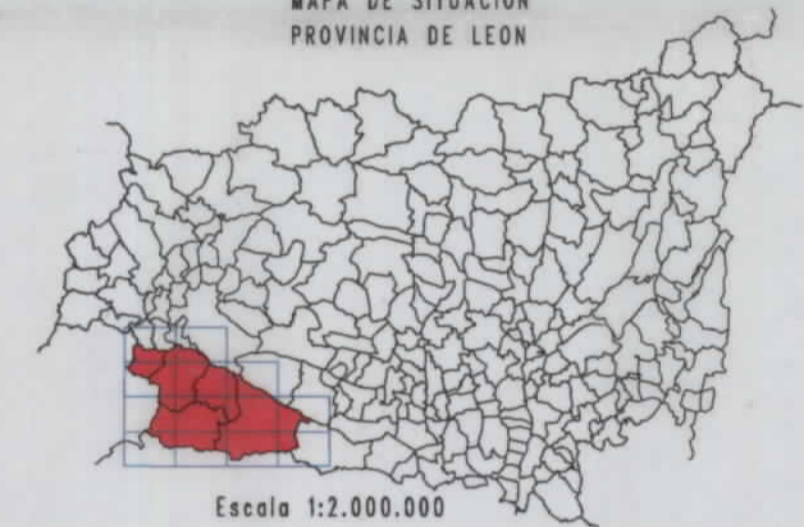 MAPA DE SITUACION
PROVINCIA DE LEON
Escala 1:2.000.000